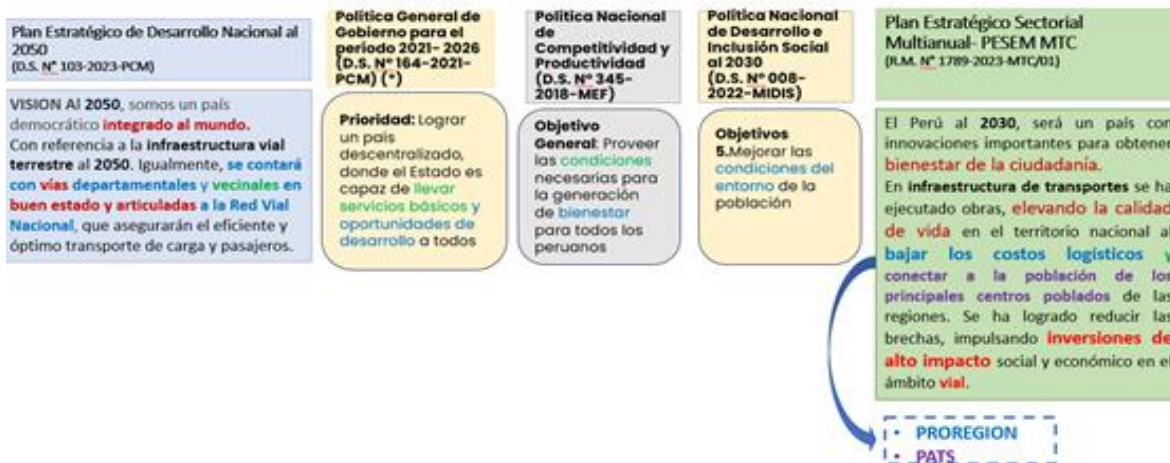 Plan Estratégico de Desarrollo Nacional al
2050
(D.S. N° 103-2023-PCM)
VISION Al 2050, somos un país
democrático integrado al mundo.
Con referencia a la infraestructura vial
terrestre al 2050. Igualmente, se contará
con vías departamentales y vecinales en
buen estado y articuladas a la Red Vial
Nacional, que asegurarán el eficiente y
óptimo transporte de carga y pasajeros.
Política General de
Gobierno para el
período 2021- 2026
(D.S. N° 164-2021-
PCM) (*)
Prioridad: Lograr
un país
descentralizado,
donde el Estado es
capaz de llevar
servicios básicos y
oportunidades de
desarrollo a todos
Política Nacional
de
Competitividad y
Productividad
(D.S. N° 345-
2018-MEF)
Objetivo
General: Proveer
las condiciones
necesarias para
la generación
de bienestar
para todos los
peruanos
Política Nacional
de Desarrollo e
Inclusión Social
al 2030
(D.S. N° 008-
2022-MIDIS)
Objetivos
5.Mejorar las
condiciones del
entorno de la
población
Plan Estratégico Sectorial
Multianual- PESEM MTC
(R.M. N° 1789-2023-MTC/01)
El Perú al 2030, será un país con
innovaciones importantes para obtener
bienestar de la ciudadanía.
En infraestructura de transportes se ha
ejecutado obras, elevando la calidad
de vida en el territorio nacional al
bajar los costos logísticos y
conectar a la población de los
principales centros poblados de las
regiones. Se ha logrado reducir las
brechas, impulsando inversiones de
alto impacto social y económico en el
ámbito vial.
• PROREGION
• PATS